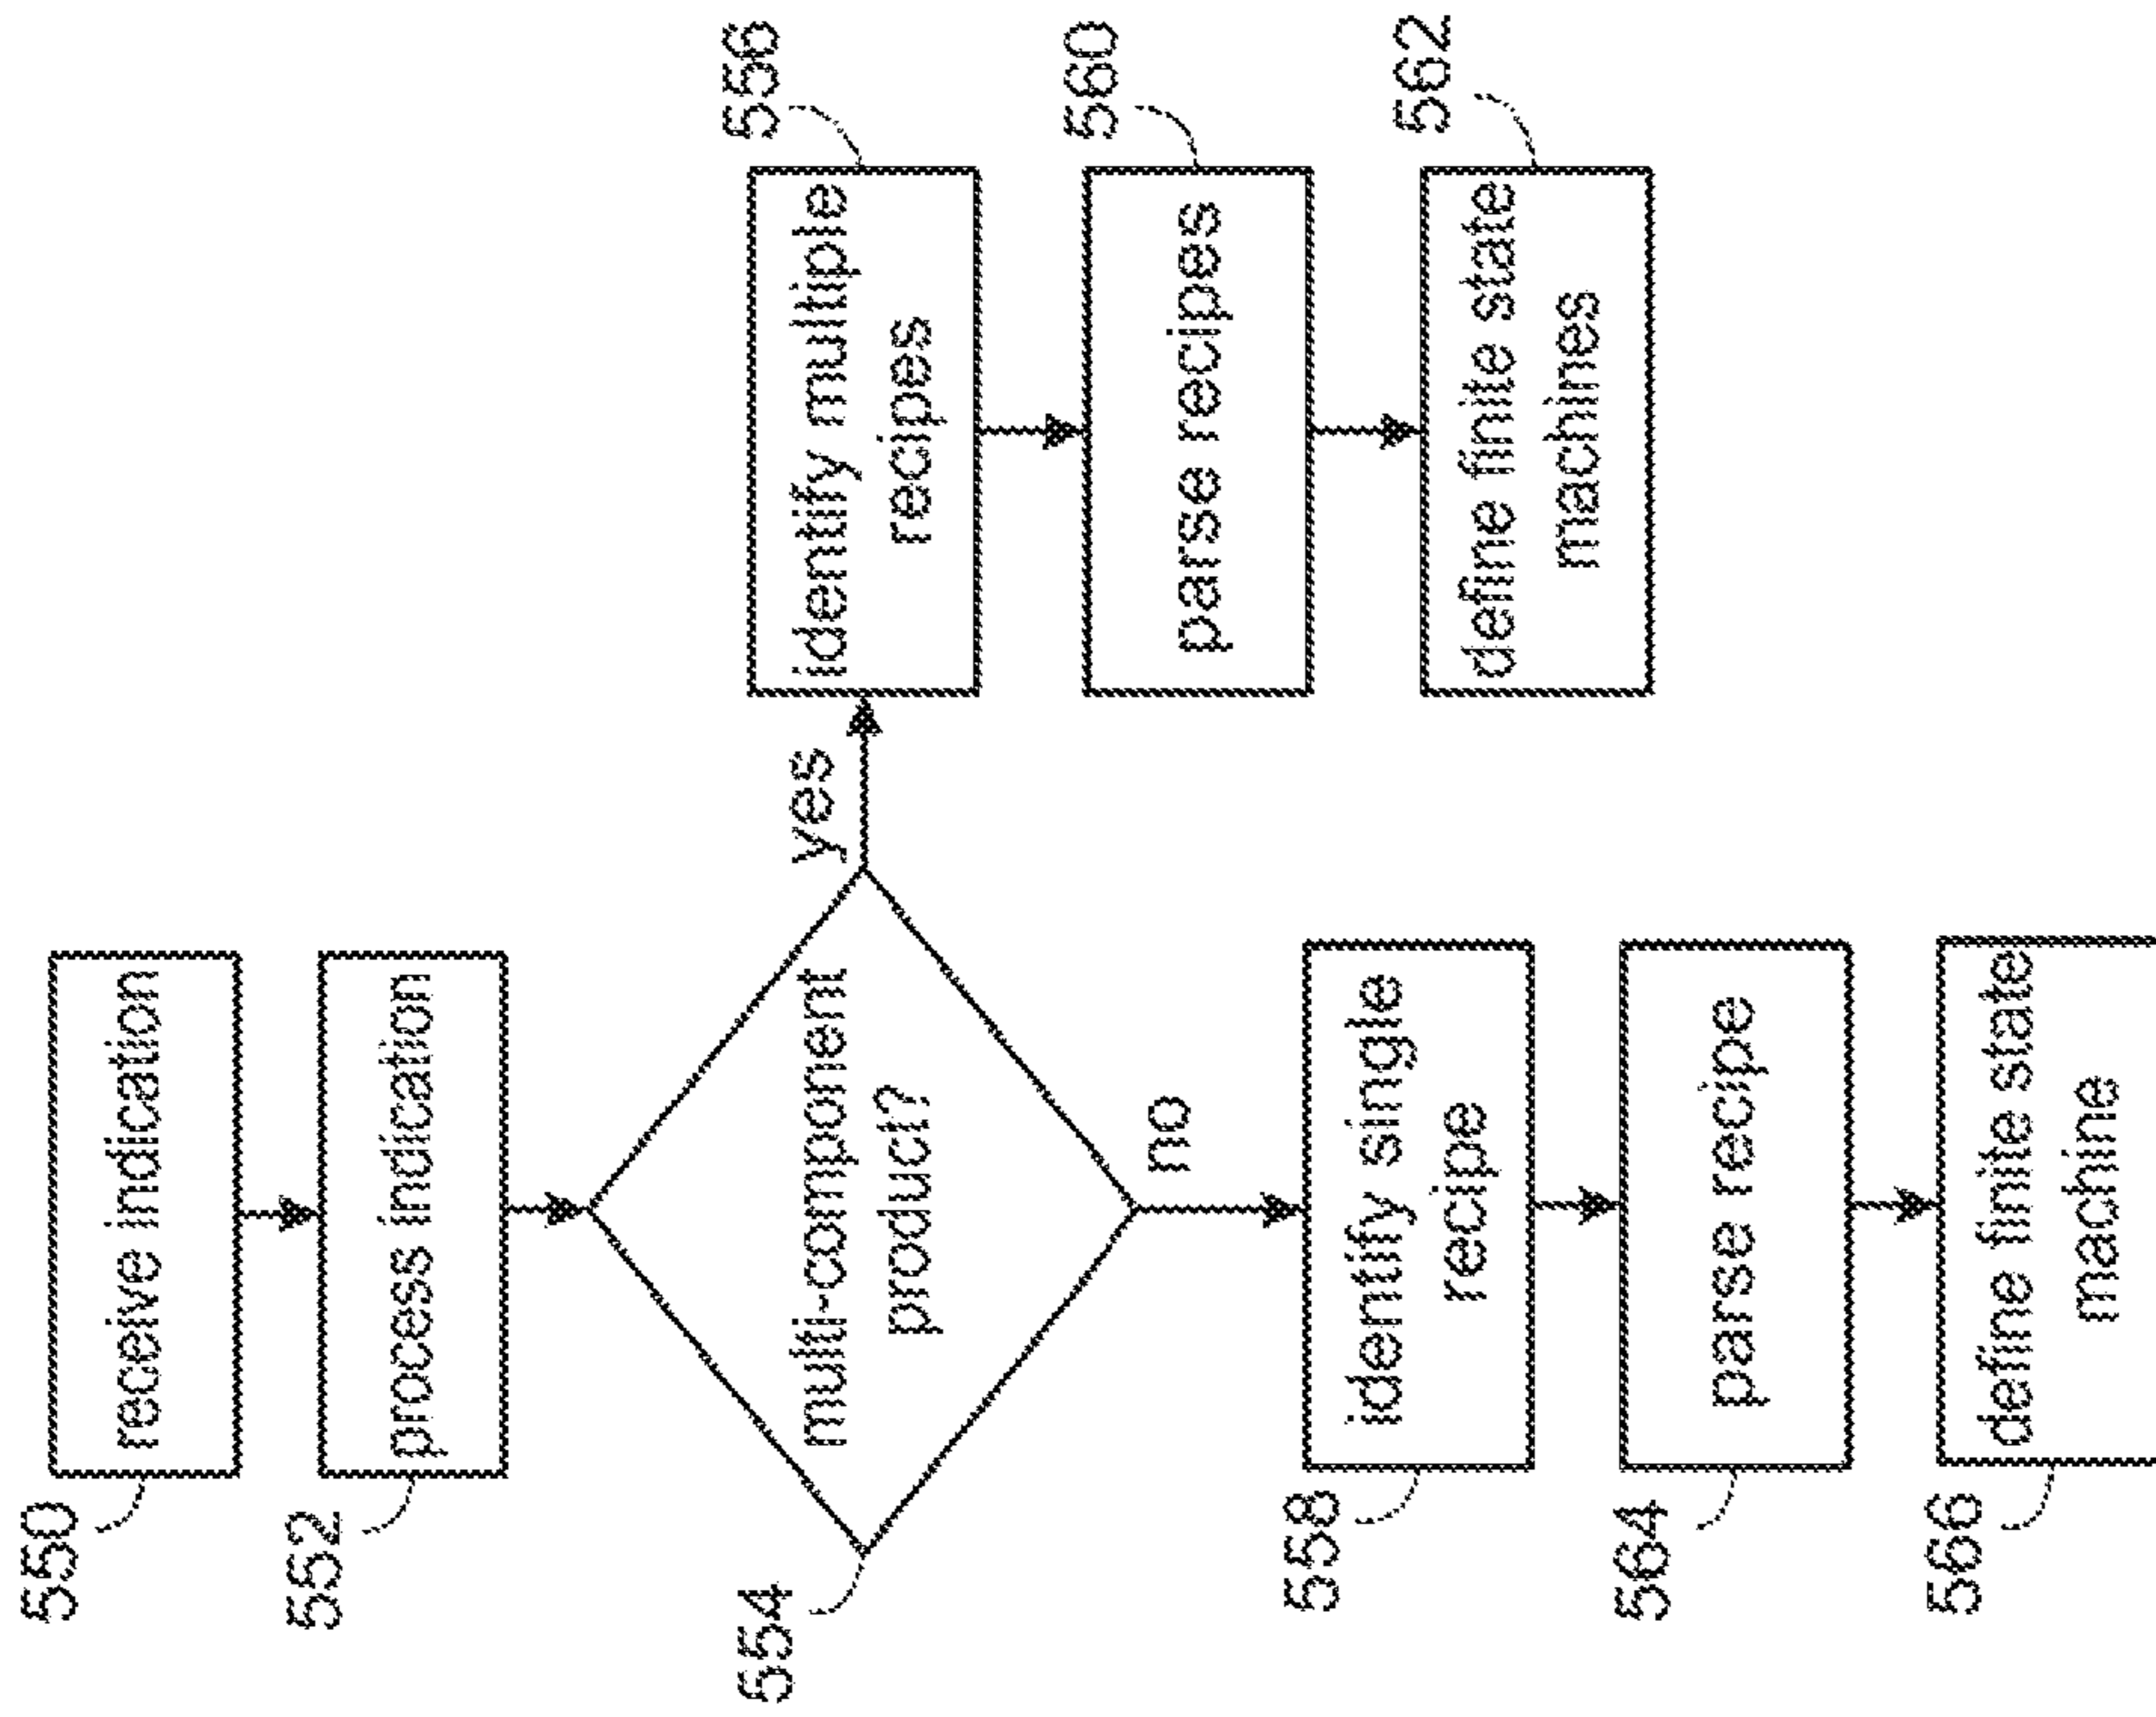 550
receive indication
552
process indication
554
multi-component
product?
yes
no
identify multiple
recipes
556
parse recipes
560
define finite state
machines
562
558
identify single
recipe
564
parse recipe
566
define finite state
machine